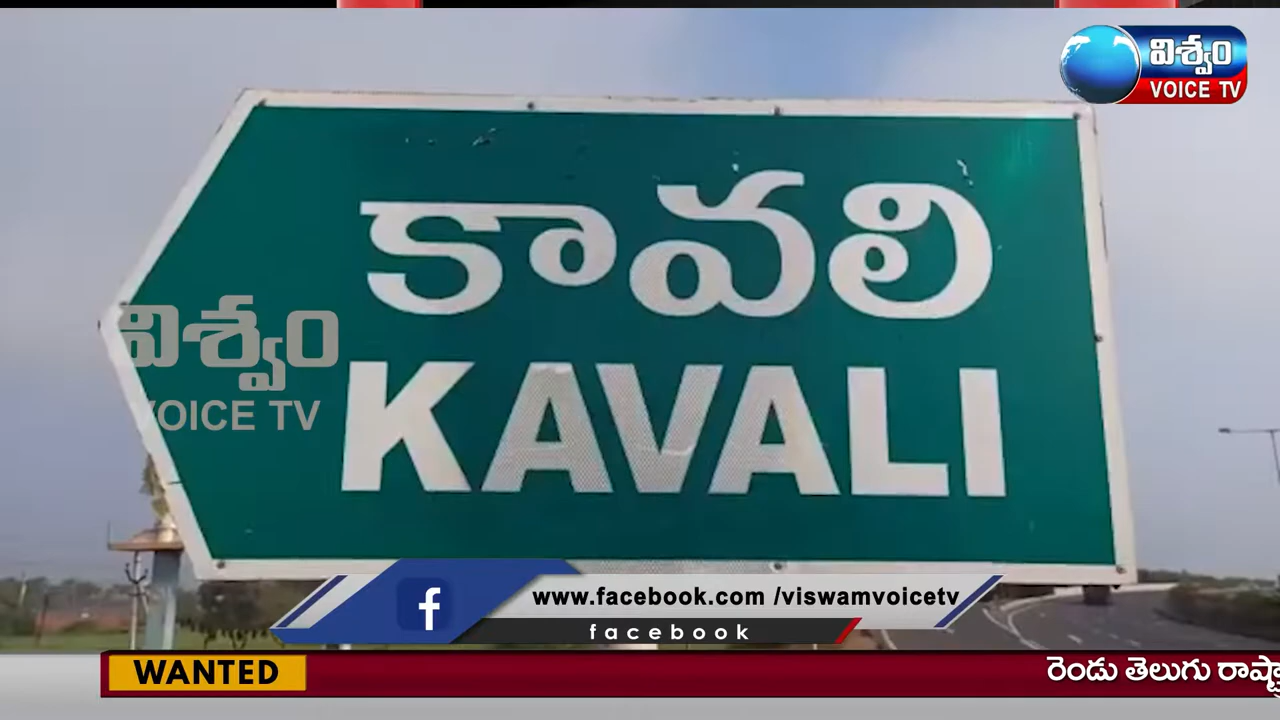 విశ్వం
VOICE TV
కావలి
KAVALI
విశ్వం
VOICE TV
www.facebook.com /viswamvoicetv
facebook
WANTED
రెండు తెలుగు